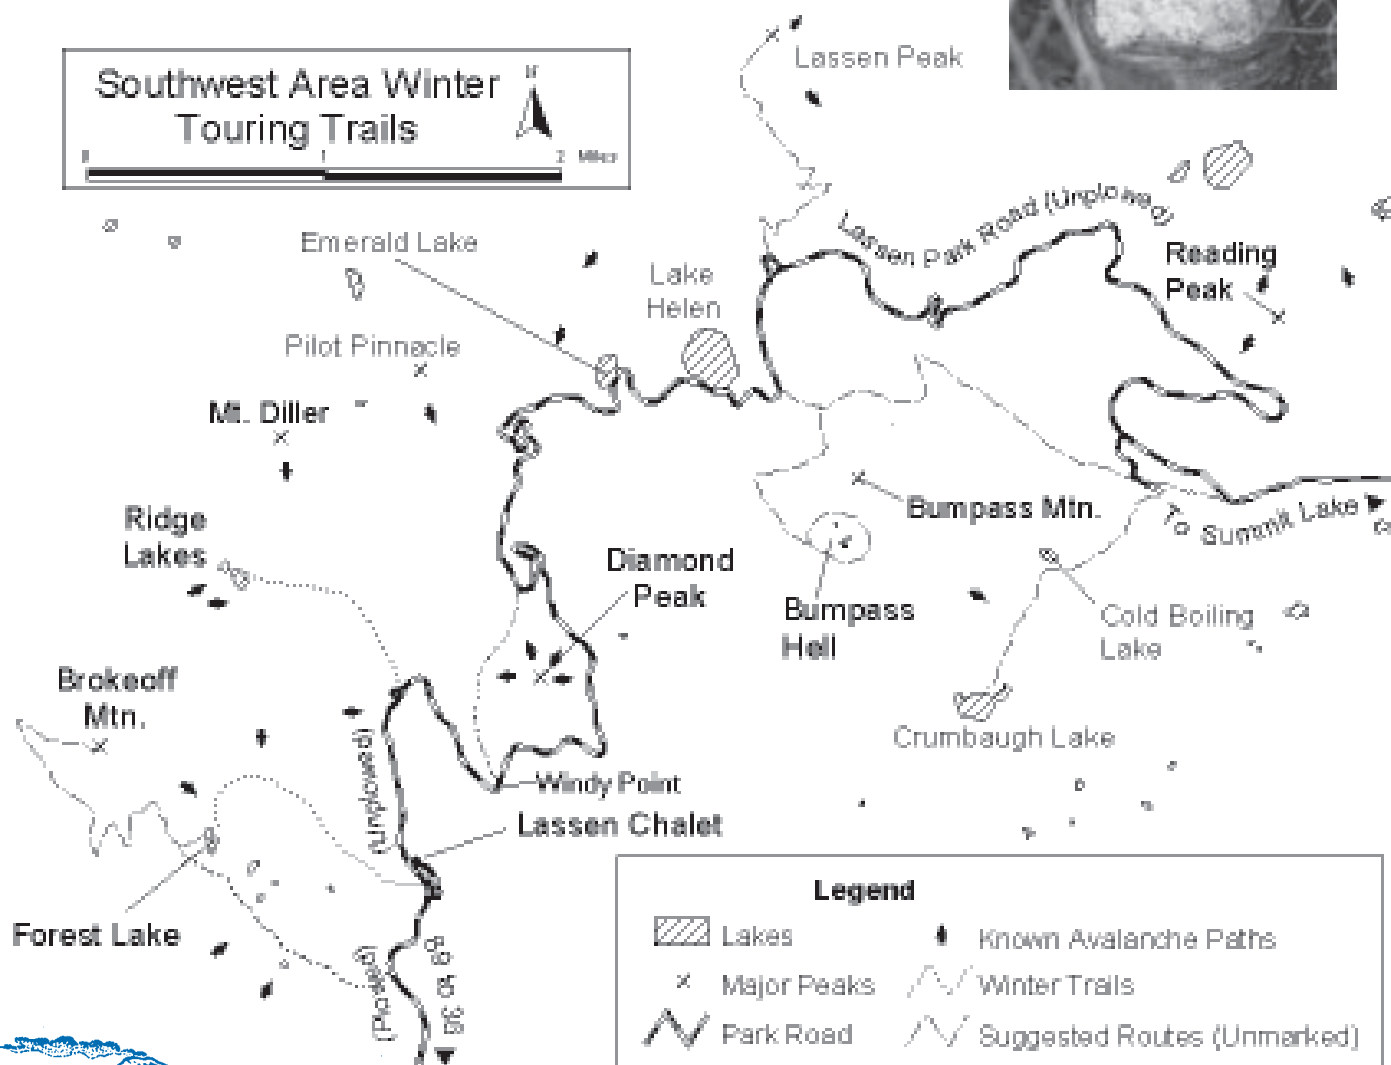 Southwest Area Winter
Touring Trails
N
0 1 2 Miles
Lassen Peak
Lassen Park Road (Unplowed)
Emerald Lake
Lake
Helen
Reading
Peak
Pilot Pinnacle
Mt. Diller
Ridge
Lakes
Bumpass Mtn.
To Summit Lake
Diamond
Peak
Bumpass
Hell
Cold Boiling
Lake
Brokeoff
Mtn.
Crumbaugh Lake
(Unplowed)
Windy Point
Lassen Chalet
Forest Lake
(Plowed)
89 to 36
Legend
Lakes
Known Avalanche Paths
Major Peaks
Winter Trails
Park Road
Suggested Routes (Unmarked)